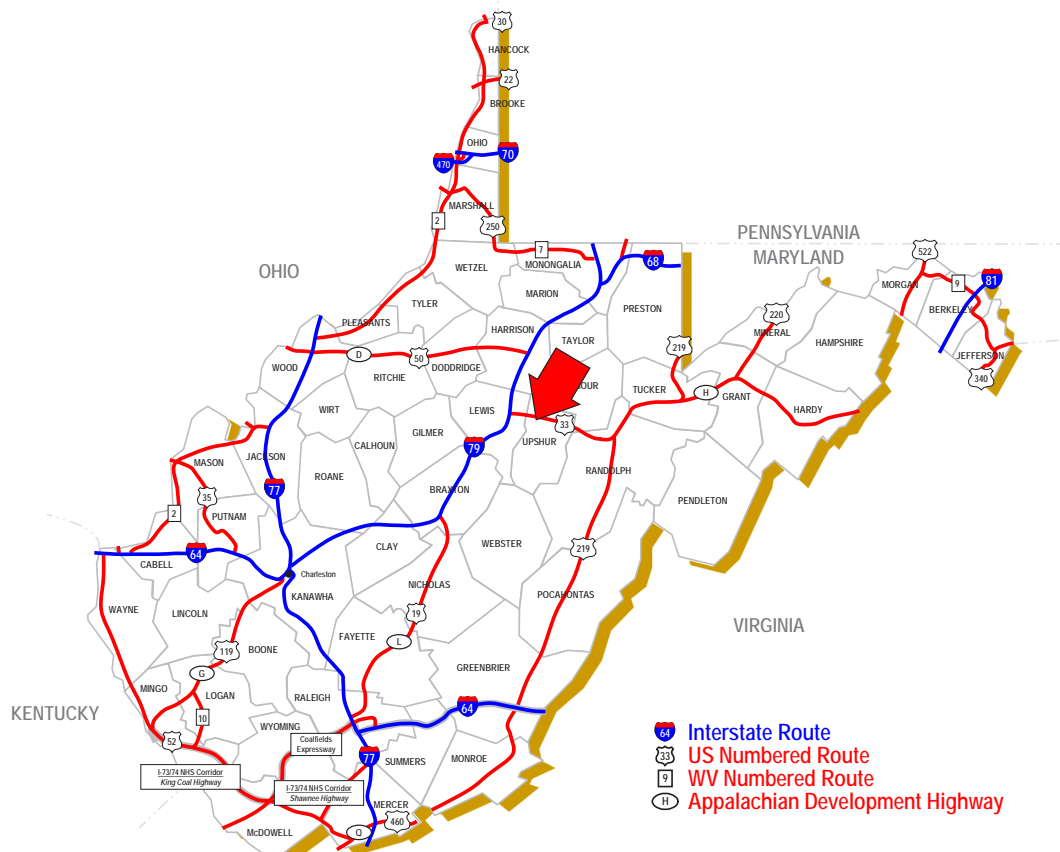 30
HANCOCK
22
BROOKE
OHIO
70
470
MARSHALL
2
250
PENNSYLVANIA
7
OHIO
MONONGALIA
68
MARYLAND
522
WETZEL
81
MORGAN
9
MARION
TYLER
PRESTON
BERKELEY
220
PLEASANTS
HARRISON
MINERAL
TAYLOR
HAMPSHIRE
219
D
50
JEFFERSON
WOOD
DODDRIDGE
RITCHIE
340
OUR
TUCKER
H
GRANT
WIRT
LEWIS
HARDY
33
GILMER
UPSHUR
CALHOUN
79
JACKSON
MASON
RANDOLPH
ROANE
77
BRAXTON
35
PENDLETON
2
PUTNAM
WEBSTER
CLAY
219
64
CABELL
Charleston
NICHOLAS
KANAWHA
POCAHONTAS
WAYNE
LINCOLN
19
VIRGINIA
FAYETTE
L
119
BOONE
GREENBRIER
G
MINGO
LOGAN
RALEIGH
64
KENTUCKY
10
WYOMING
52
Coalfields
Expressway
77
SUMMERS
MONROE
I-73/74 NHS Corridor
King Coal Highway
I-73/74 NHS Corridor
Shawnee Highway
MERCER
460
McDOWELL
Q
64 Interstate Route
33 US Numbered Route
9 WV Numbered Route
H Appalachian Development Highway